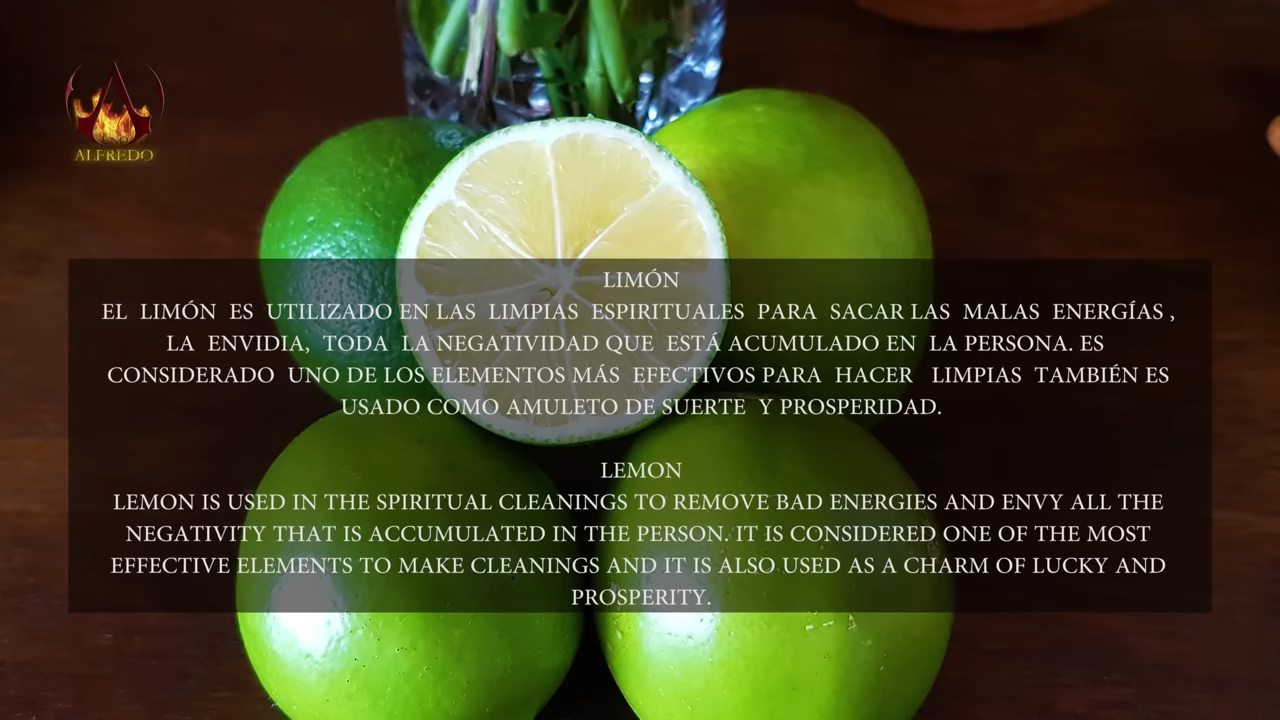 ALFREDO
LIMÓN
EL LIMÓN ES UTILIZADO EN LAS LIMPIAS ESPIRITUALES PARA SACAR LAS MALAS ENERGÍAS ,
LA ENVIDIA, TODA LA NEGATIVIDAD QUE ESTÁ ACUMULADO EN LA PERSONA. ES
CONSIDERADO UNO DE LOS ELEMENTOS MÁS EFECTIVOS PARA HACER LIMPIAS TAMBIÉN ES
USADO COMO AMULETO DE SUERTE Y PROSPERIDAD.
LEMON
LEMON IS USED IN THE SPIRITUAL CLEANINGS TO REMOVE BAD ENERGIES AND ENVY ALL THE
NEGATIVITY THAT IS ACCUMULATED IN THE PERSON. IT IS CONSIDERED ONE OF THE MOST
EFFECTIVE ELEMENTS TO MAKE CLEANINGS AND IT IS ALSO USED AS A CHARM OF LUCKY AND
PROSPERITY.